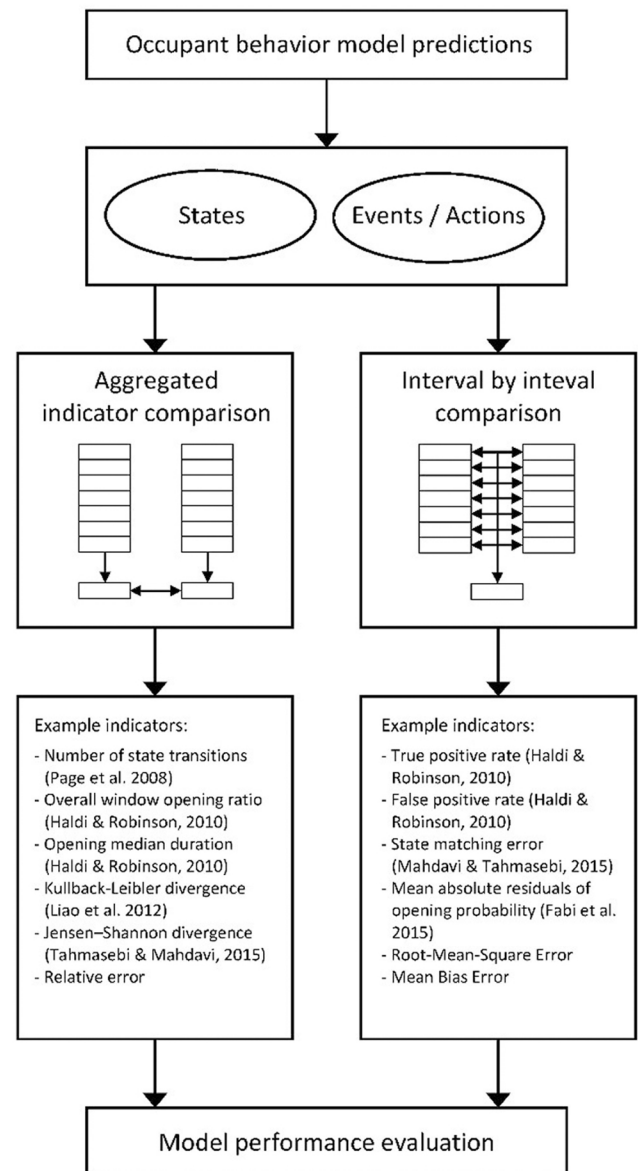 Occupant behavior model predictions
States
Events / Actions
Aggregated
indicator comparison
Interval by inteval
comparison
Example indicators:
- Number of state transitions
(Page et al. 2008)
- Overall window opening ratio
(Haldi & Robinson, 2010)
- Opening median duration
(Haldi & Robinson, 2010)
- Kullback-Leibler divergence
(Liao et al. 2012)
- Jensen–Shannon divergence
(Tahmasebi & Mahdavi, 2015)
- Relative error
Example indicators:
- True positive rate (Haldi &
Robinson, 2010)
- False positive rate (Haldi &
Robinson, 2010)
- State matching error
(Mahdavi & Tahmasebi, 2015)
- Mean absolute residuals of
opening probability (Fabi et al.
2015)
- Root-Mean-Square Error
- Mean Bias Error
Model performance evaluation